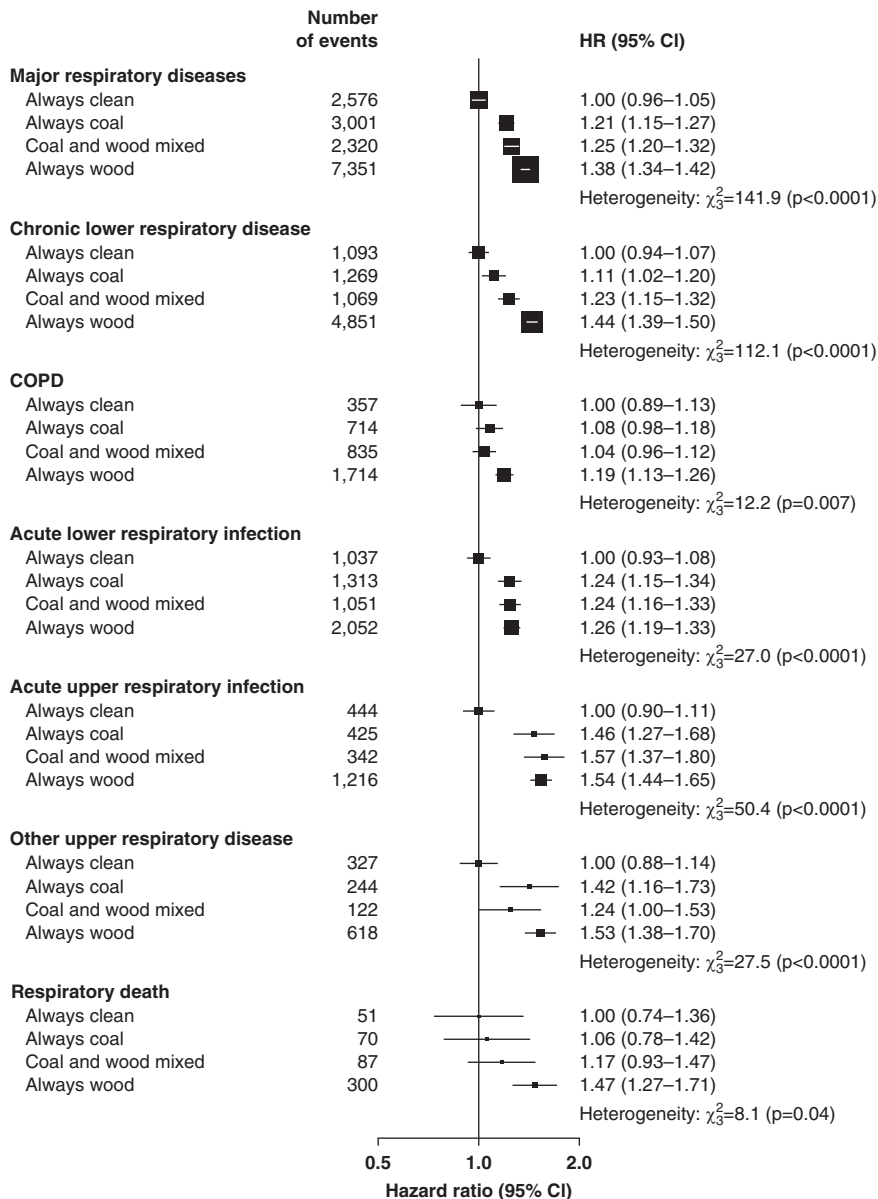 Number
of events HR (95% CI)
Major respiratory diseases
Always clean 2,576 1.00 (0.96–1.05)
Always coal 3,001 1.21 (1.15–1.27)
Coal and wood mixed 2,320 1.25 (1.20–1.32)
Always wood 7,351 1.38 (1.34–1.42)
Heterogeneity: χ²₃=141.9 (p<0.0001)
Chronic lower respiratory disease
Always clean 1,093 1.00 (0.94–1.07)
Always coal 1,269 1.11 (1.02–1.20)
Coal and wood mixed 1,069 1.23 (1.15–1.32)
Always wood 4,851 1.44 (1.39–1.50)
Heterogeneity: χ²₃=112.1 (p<0.0001)
COPD
Always clean 357 1.00 (0.89–1.13)
Always coal 714 1.08 (0.98–1.18)
Coal and wood mixed 835 1.04 (0.96–1.12)
Always wood 1,714 1.19 (1.13–1.26)
Heterogeneity: χ²₃=12.2 (p=0.007)
Acute lower respiratory infection
Always clean 1,037 1.00 (0.93–1.08)
Always coal 1,313 1.24 (1.15–1.34)
Coal and wood mixed 1,051 1.24 (1.16–1.33)
Always wood 2,052 1.26 (1.19–1.33)
Heterogeneity: χ²₃=27.0 (p<0.0001)
Acute upper respiratory infection
Always clean 444 1.00 (0.90–1.11)
Always coal 425 1.46 (1.27–1.68)
Coal and wood mixed 342 1.57 (1.37–1.80)
Always wood 1,216 1.54 (1.44–1.65)
Heterogeneity: χ²₃=50.4 (p<0.0001)
Other upper respiratory disease
Always clean 327 1.00 (0.88–1.14)
Always coal 244 1.42 (1.16–1.73)
Coal and wood mixed 122 1.24 (1.00–1.53)
Always wood 618 1.53 (1.38–1.70)
Heterogeneity: χ²₃=27.5 (p<0.0001)
Respiratory death
Always clean 51 1.00 (0.74–1.36)
Always coal 70 1.06 (0.78–1.42)
Coal and wood mixed 87 1.17 (0.93–1.47)
Always wood 300 1.47 (1.27–1.71)
Heterogeneity: χ²₃=8.1 (p=0.04)
0.5 1.0 2.0
Hazard ratio (95% CI)